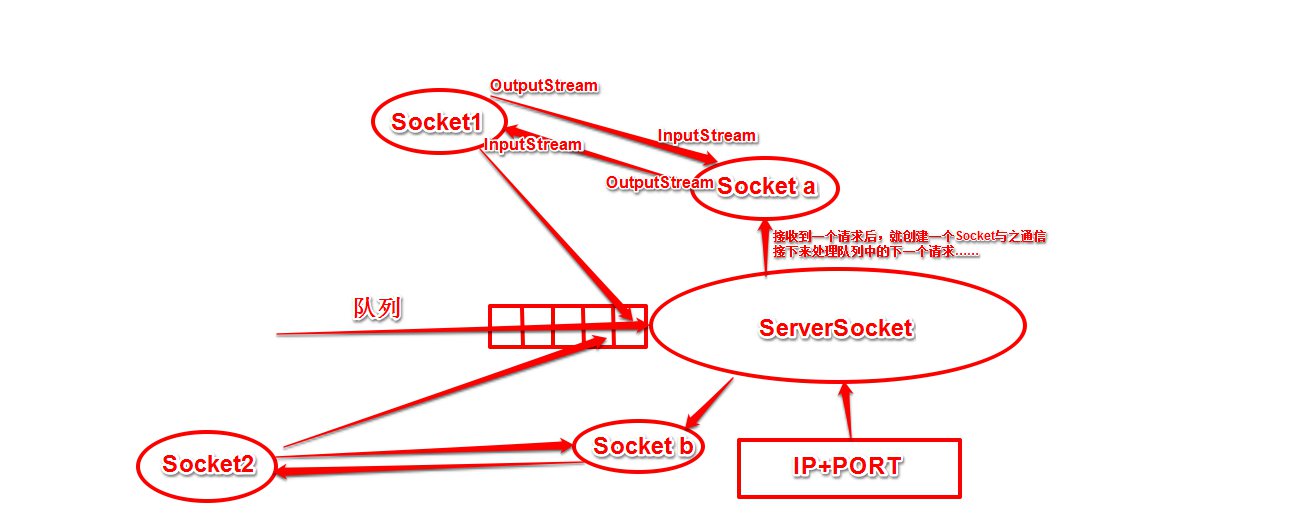 OutputStream
Socket1
InputStream
InputStream
OutputStream
Socket a
接收到一个请求后，就创建一个Socket与之通信
接下来处理队列中的下一个请求……
队列
ServerSocket
Socket b
Socket2
IP+PORT